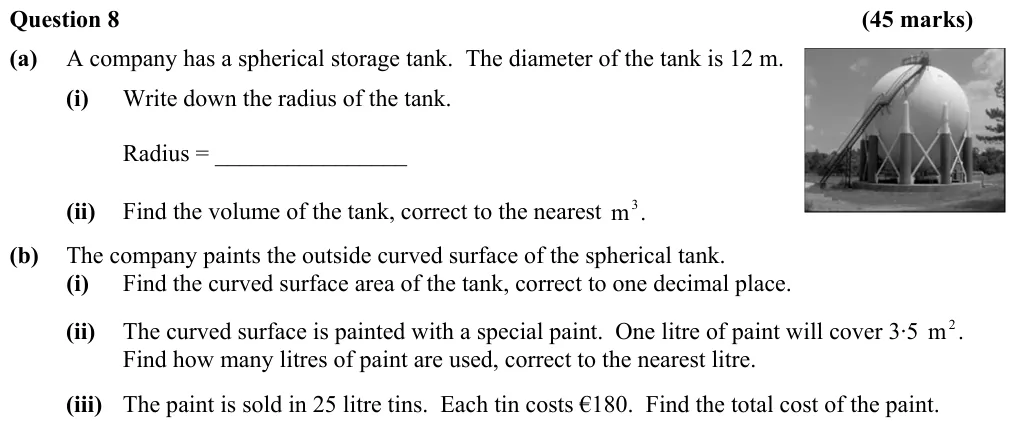 Question 8 (45 marks)
(a) A company has a spherical storage tank. The diameter of the tank is 12 m.
(i) Write down the radius of the tank.
Radius = ________________
(ii) Find the volume of the tank, correct to the nearest m³.
(b) The company paints the outside curved surface of the spherical tank.
(i) Find the curved surface area of the tank, correct to one decimal place.
(ii) The curved surface is painted with a special paint. One litre of paint will cover 3·5 m².
Find how many litres of paint are used, correct to the nearest litre.
(iii) The paint is sold in 25 litre tins. Each tin costs €180. Find the total cost of the paint.